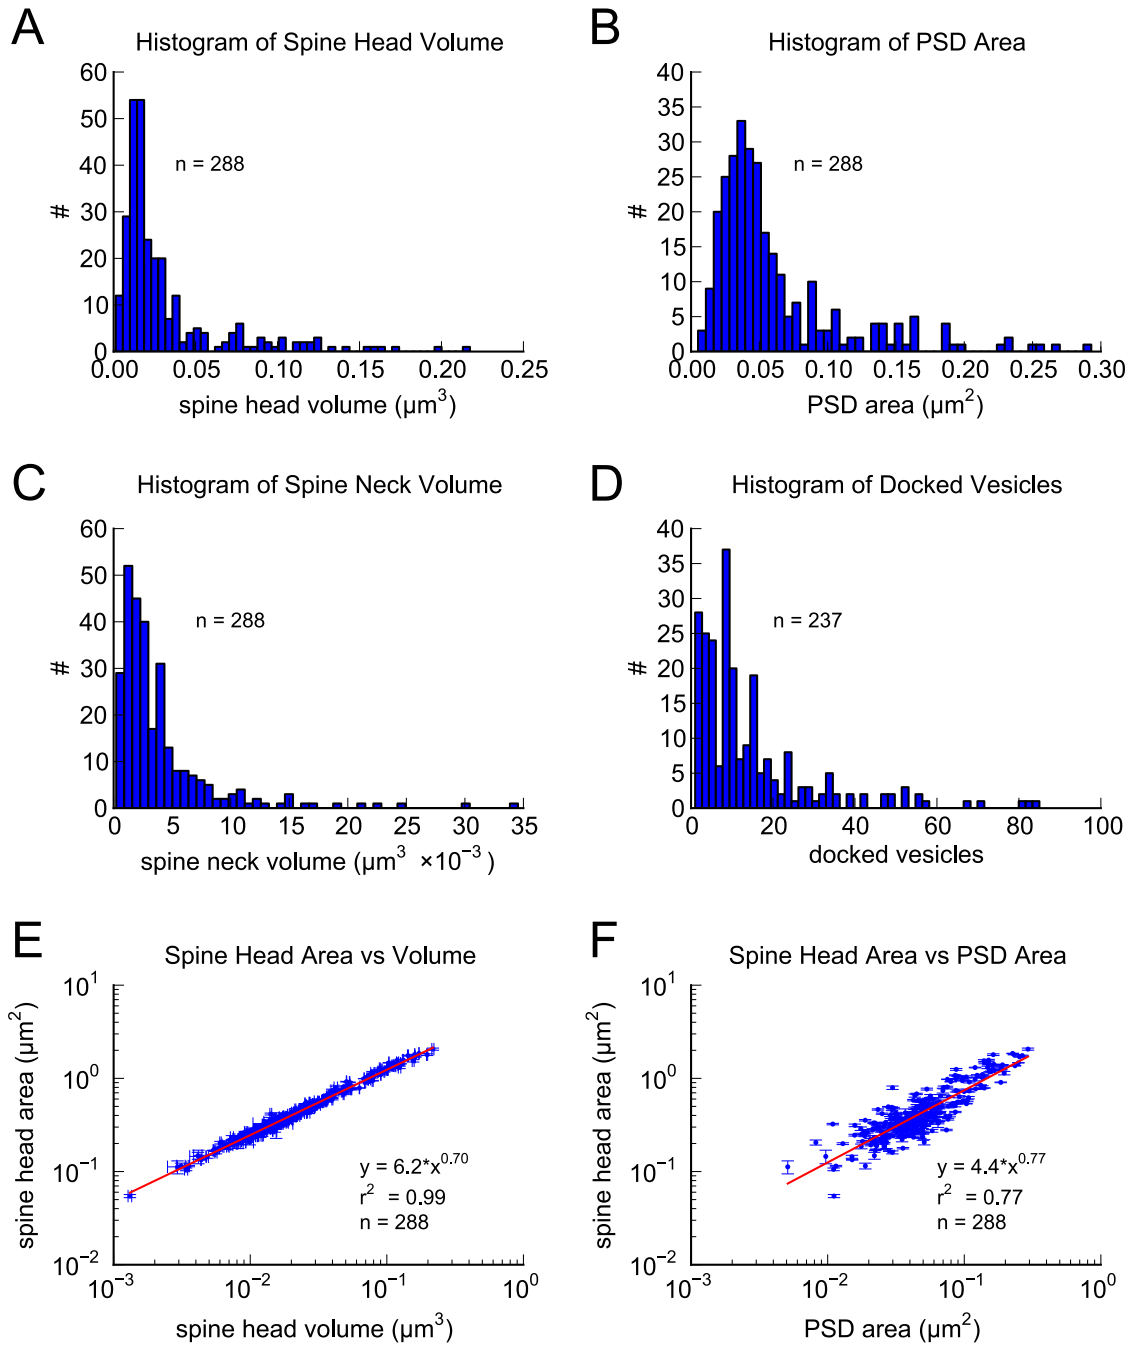 A
Histogram of Spine Head Volume
60
50
40
30
20
10
0
#
n = 288
0.00 0.05 0.10 0.15 0.20 0.25
spine head volume (µm³)
B
Histogram of PSD Area
40
35
30
25
20
15
10
5
0
#
n = 288
0.00 0.05 0.10 0.15 0.20 0.25 0.30
PSD area (µm²)
C
Histogram of Spine Neck Volume
60
50
40
30
20
10
0
#
n = 288
0 5 10 15 20 25 30 35
spine neck volume (µm³ ×10⁻³ )
D
Histogram of Docked Vesicles
40
35
30
25
20
15
10
5
0
#
n = 237
0 20 40 60 80 100
docked vesicles
E
Spine Head Area vs Volume
10¹
10⁰
10⁻¹
10⁻²
spine head area (µm²)
y = 6.2*x⁰·⁷⁰
r² = 0.99
n = 288
10⁻³ 10⁻² 10⁻¹ 10⁰
spine head volume (µm³)
F
Spine Head Area vs PSD Area
10¹
10⁰
10⁻¹
10⁻²
spine head area (µm²)
y = 4.4*x⁰·⁷⁷
r² = 0.77
n = 288
10⁻³ 10⁻² 10⁻¹ 10⁰
PSD area (µm²)